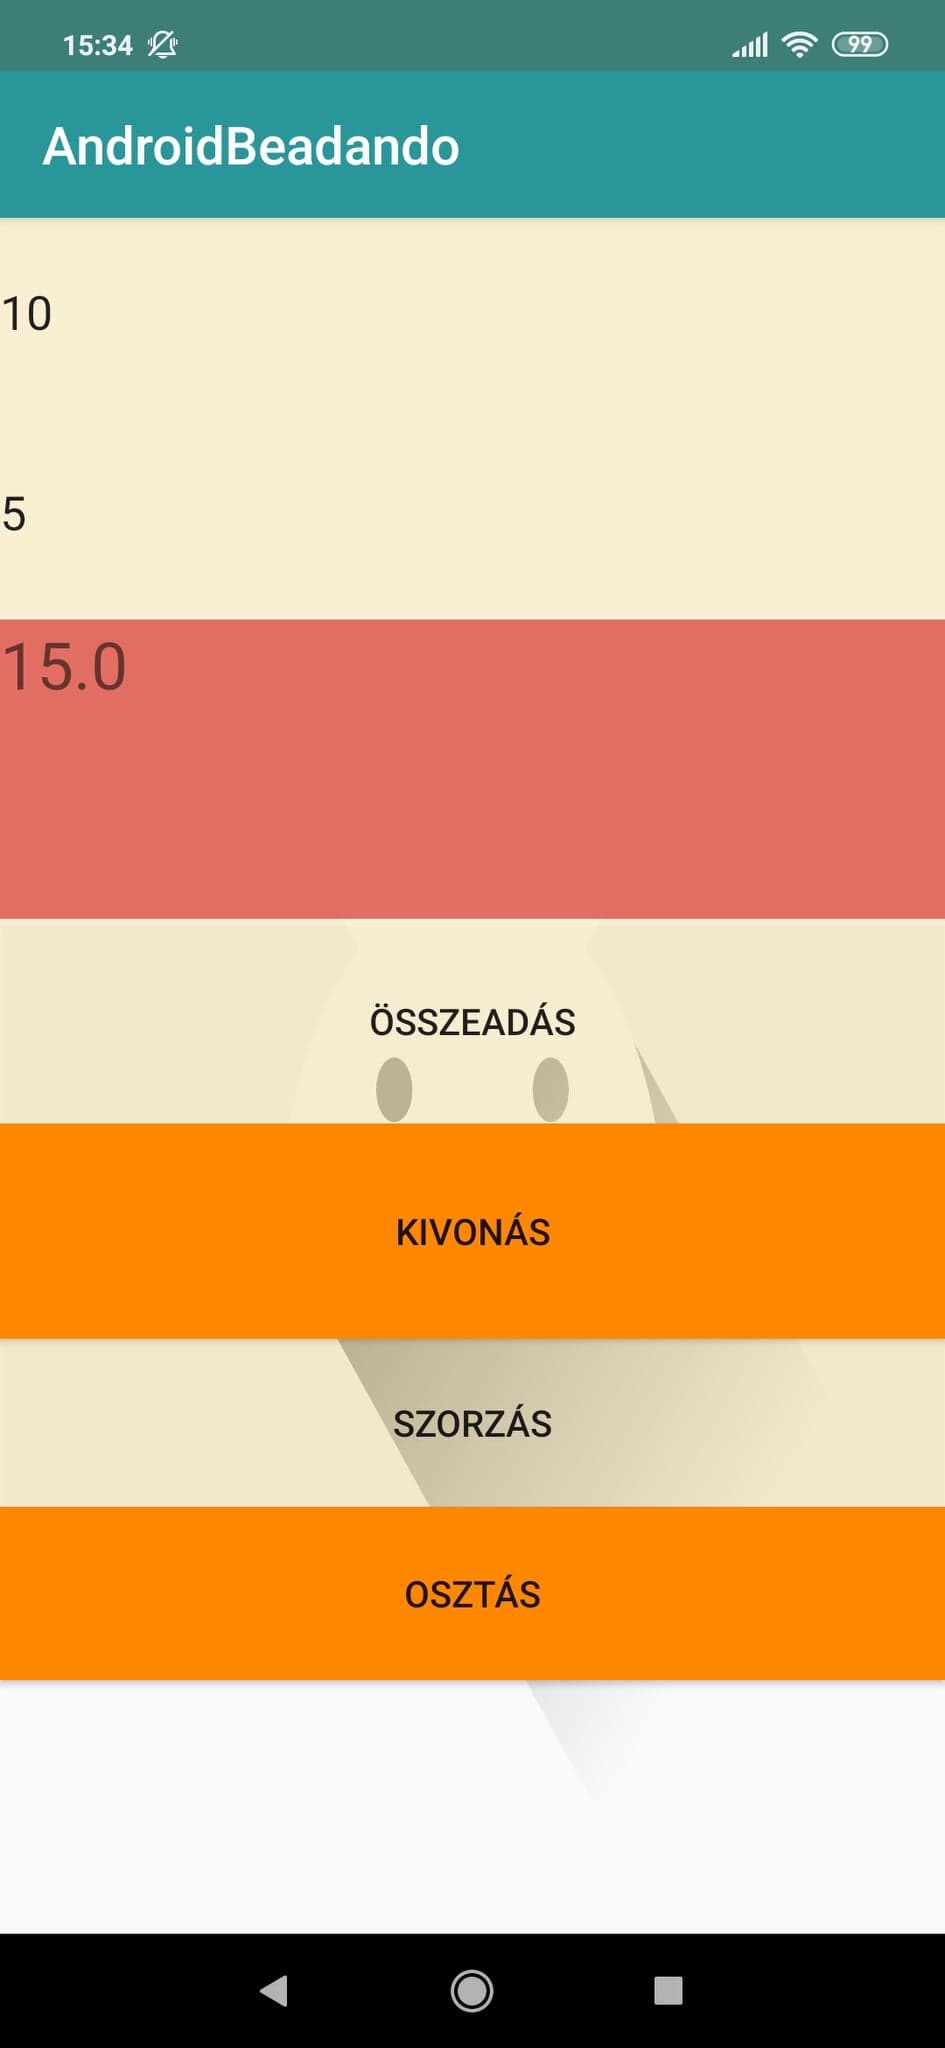 15:34
99
AndroidBeadando
10
5
15.0
ÖSSZEADÁS
KIVONÁS
SZORZÁS
OSZTÁS